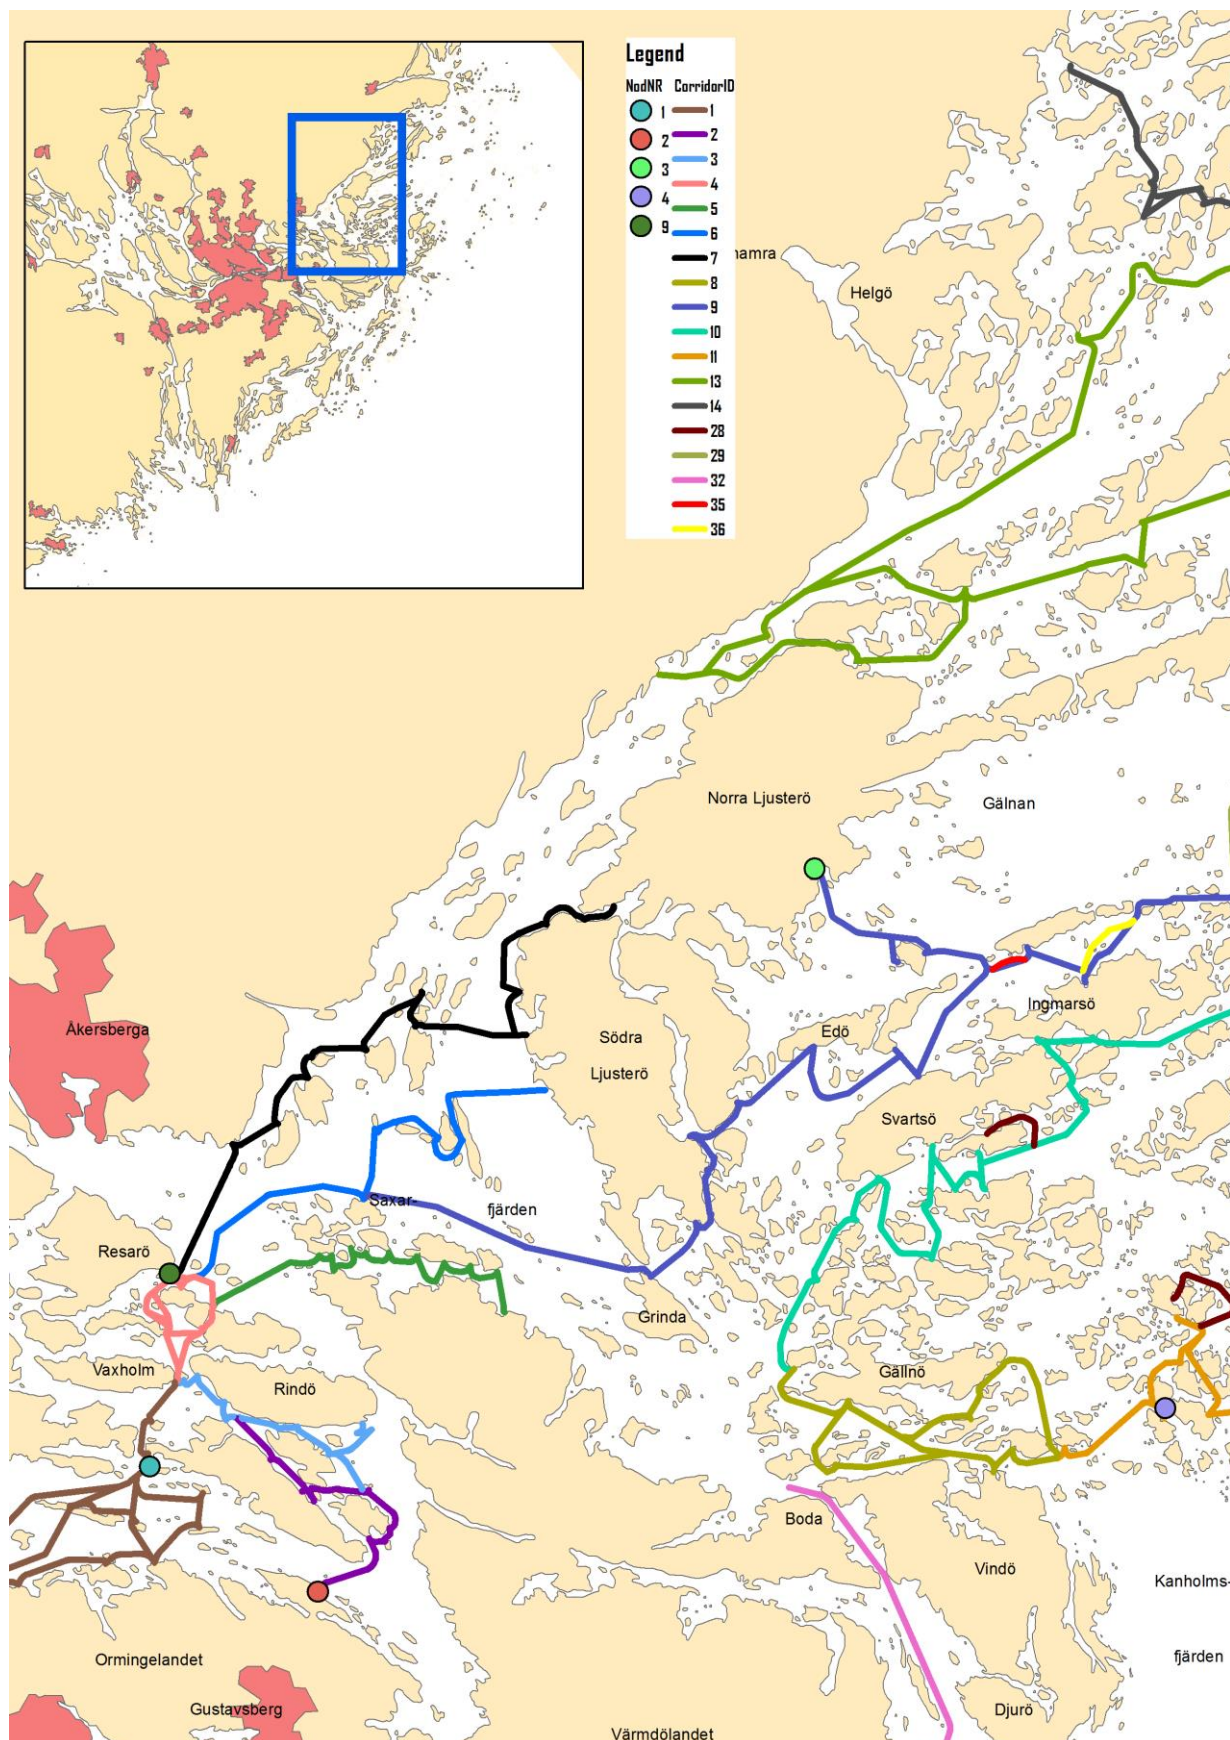 Legend
NodNR CorridorID
1 1
2 2
3 3
4 4
9 5
6
7
8
9
10
11
13
14
28
29
32
35
36
hamra
Helgö
Norra Ljusterö
Gälnan
Åkersberga
Södra
Ljusterö
Edö
Ingmarsö
Svartsö
Saxar-
fjärden
Resarö
Grinda
Vaxholm
Rindö
Gällnö
Boda
Vindö
Kanholms-
fjärden
Ormingelandet
Gustavsberg
Djurö
Värmdölandet